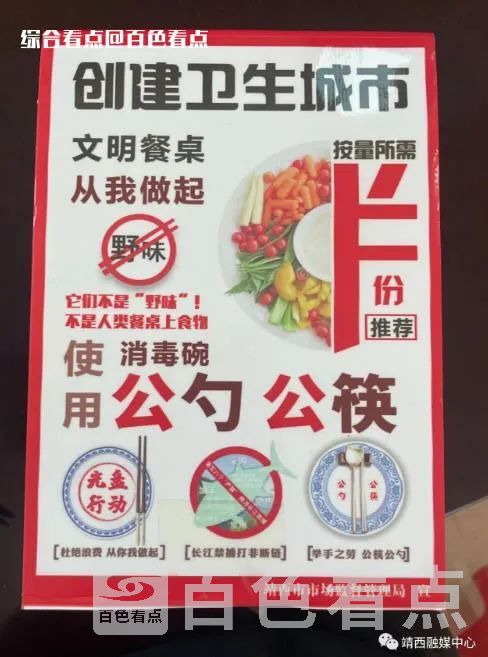 综合看点@百色看点
创建卫生城市
文明餐桌
从我做起
野味
它们不是“野味”！
不是人类餐桌上食物
按量所需
半
份
推荐
使用
消毒碗
公勺 公筷
光盘
行动
公勺
公筷
[杜绝浪费 从你我做起]
[长江禁捕打非断链]
[举手之劳 公筷公勺]
靖西市市场监督管理局 宣
百色看点
百色看点
靖西融媒中心